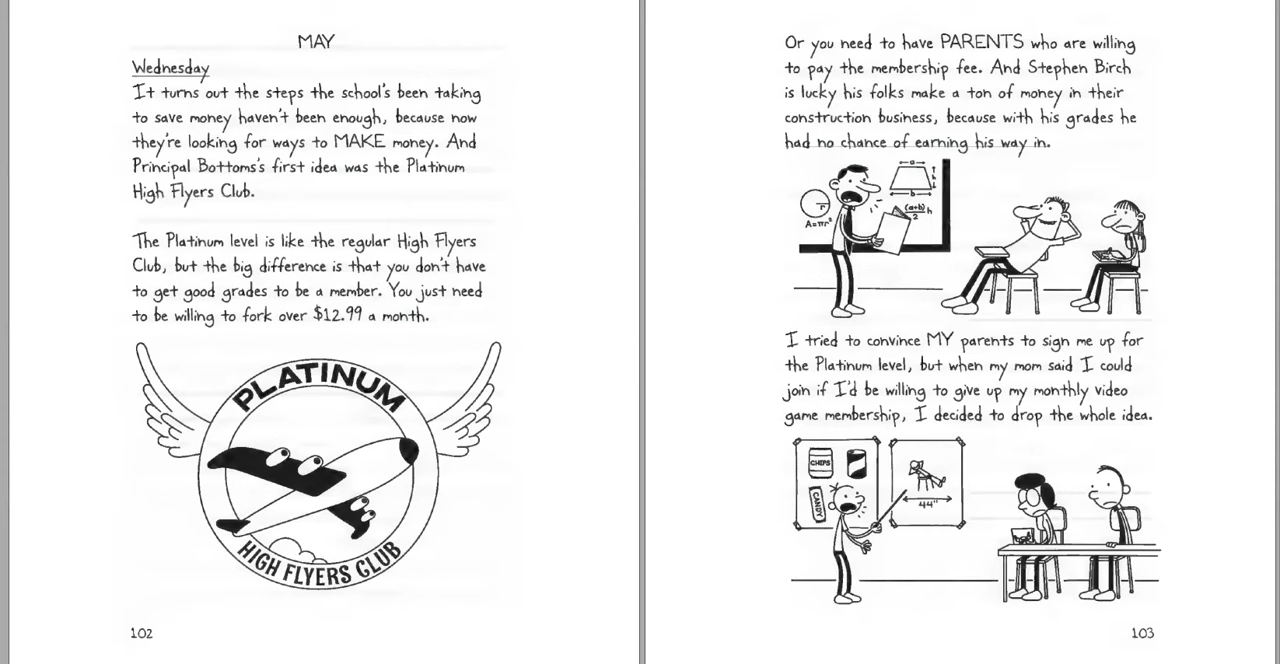 MAY
Wednesday
It turns out the steps the school's been taking
to save money haven't been enough, because now
they're looking for ways to MAKE money. And
Principal Bottoms's first idea was the Platinum
High Flyers Club.
The Platinum level is like the regular High Flyers
Club, but the big difference is that you don't have
to get good grades to be a member. You just need
to be willing to fork over $12.99 a month.
PLATINUM
HIGH FLYERS CLUB
102
Or you need to have PARENTS who are willing
to pay the membership fee. And Stephen Birch
is lucky his folks make a ton of money in their
construction business, because with his grades he
had no chance of earning his way in.
a
h
b
r
A=πr²
(a+b)/2 h
I tried to convince MY parents to sign me up for
the Platinum level, but when my mom said I could
join if I'd be willing to give up my monthly video
game membership, I decided to drop the whole idea.
CHIPS
CANDY
44"
103